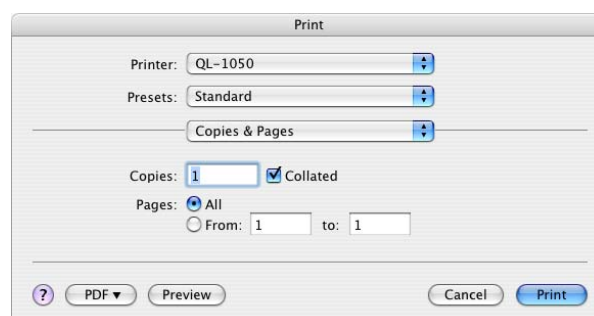 Print
Printer: QL-1050
Presets: Standard
Copies & Pages
Copies: 1 Collated
Pages: All
From: 1 to: 1
? PDF ▼ Preview Cancel Print